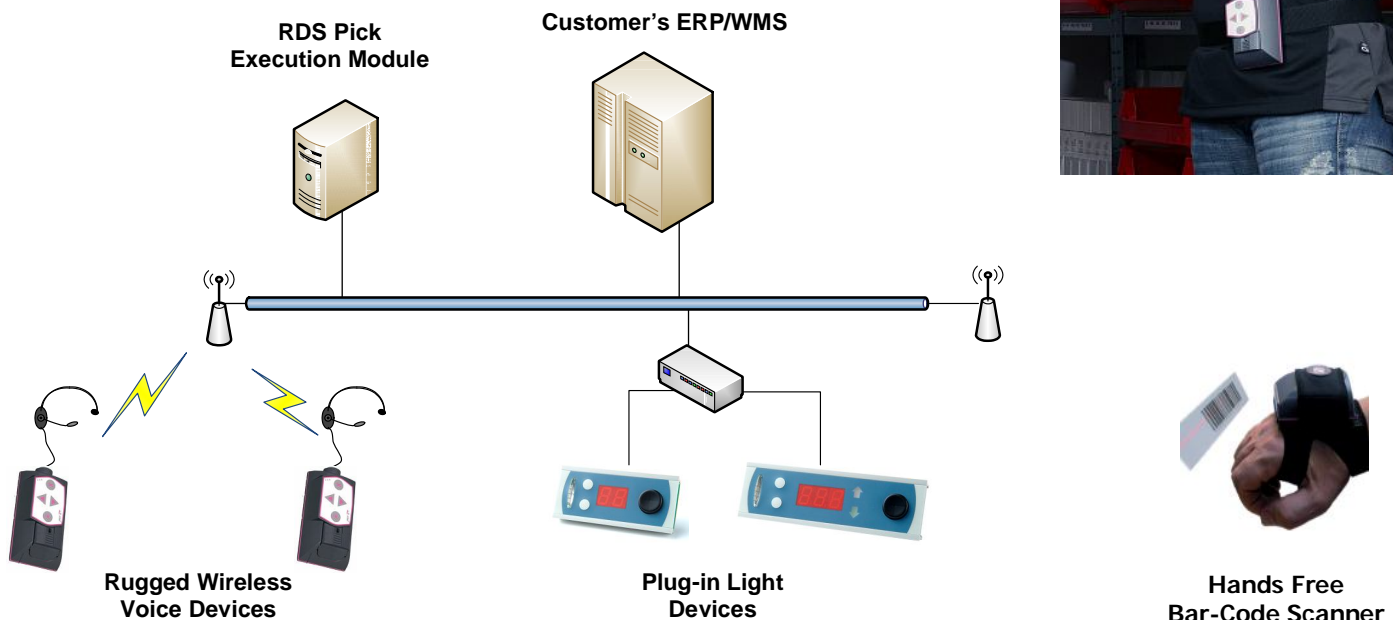 RDS Pick
Execution Module
Customer’s ERP/WMS
Rugged Wireless
Voice Devices
Plug-in Light
Devices
Hands Free
Bar-Code Scanner